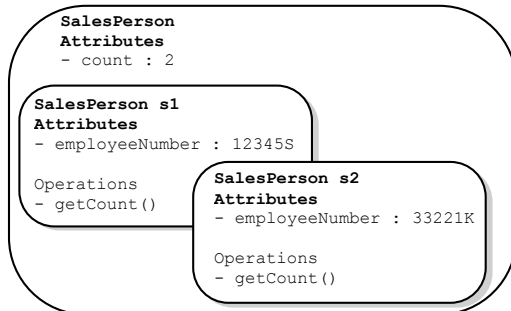 SalesPerson
Attributes
- count : 2
SalesPerson s1
Attributes
- employeeNumber : 12345S
Operations
- getCount()
SalesPerson s2
Attributes
- employeeNumber : 33221K
Operations
- getCount()